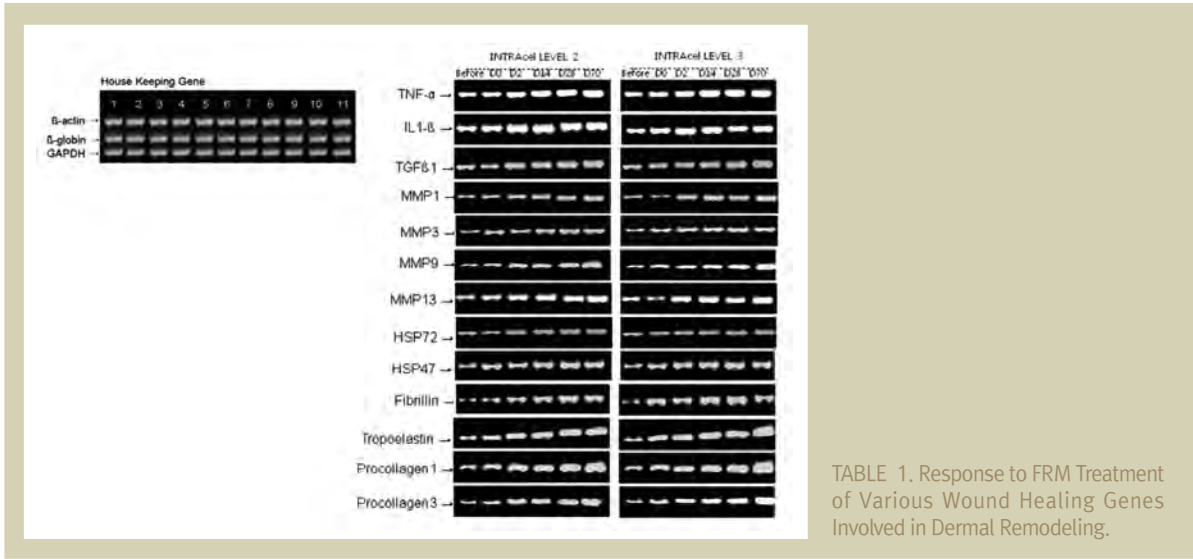 INTRAcel LEVEL 2
INTRAcel LEVEL 3
Before D0 D2 D14 D28 D70
Before D0 D2 D14 D28 D70
House Keeping Gene
1 2 3 4 5 6 7 8 9 10 11
ß-actin
ß-globin
GAPDH
TNF-α
IL1-ß
TGFß1
MMP1
MMP3
MMP9
MMP13
HSP72
HSP47
Fibrillin
Tropoelastin
Procollagen 1
Procollagen 3
TABLE 1. Response to FRM Treatment
of Various Wound Healing Genes
Involved in Dermal Remodeling.